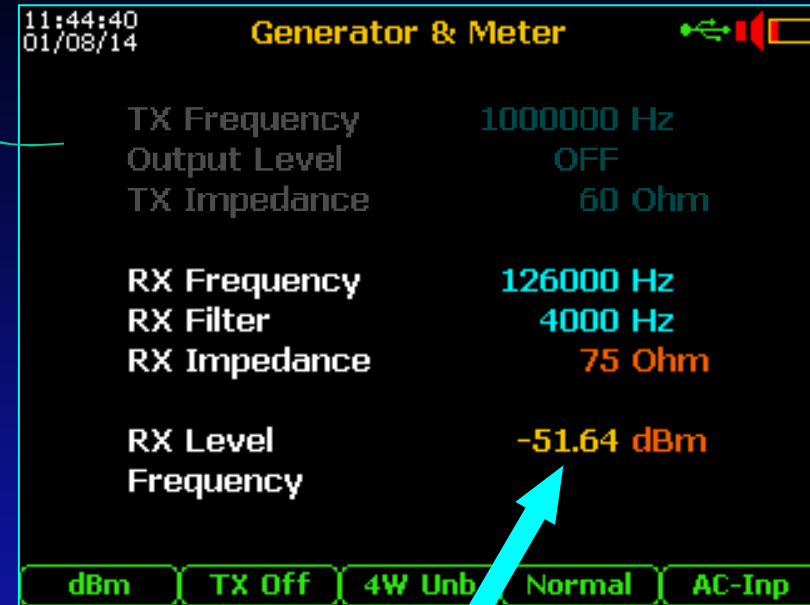 11:44:40
01/08/14
Generator & Meter
TX Frequency 1000000 Hz
Output Level OFF
TX Impedance 60 Ohm
RX Frequency 126000 Hz
RX Filter 4000 Hz
RX Impedance 75 Ohm
RX Level -51.64 dBm
Frequency
dBm TX Off 4W Unb Normal AC-Inp